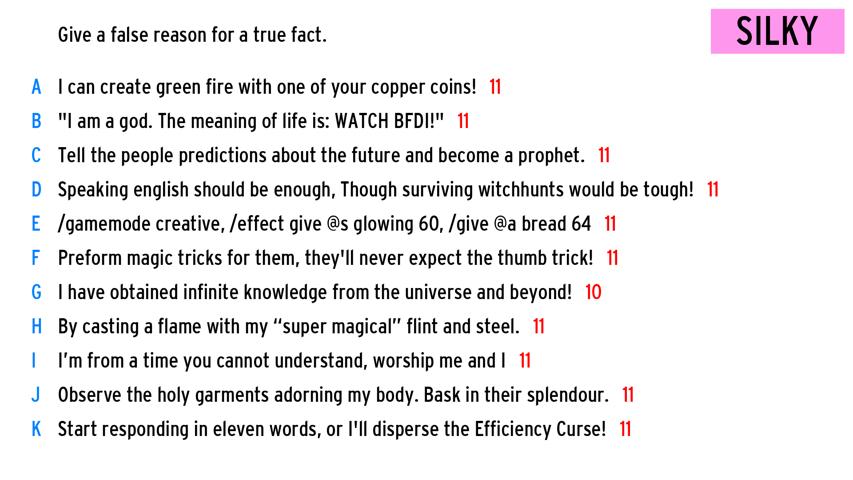 Give a false reason for a true fact.
SILKY
A I can create green fire with one of your copper coins! 11
B "I am a god. The meaning of life is: WATCH BFDI!" 11
C Tell the people predictions about the future and become a prophet. 11
D Speaking english should be enough, Though surviving witchhunts would be tough! 11
E /gamemode creative, /effect give @s glowing 60, /give @a bread 64 11
F Preform magic tricks for them, they'll never expect the thumb trick! 11
G I have obtained infinite knowledge from the universe and beyond! 10
H By casting a flame with my “super magical” flint and steel. 11
I I’m from a time you cannot understand, worship me and I 11
J Observe the holy garments adorning my body. Bask in their splendour. 11
K Start responding in eleven words, or I'll disperse the Efficiency Curse! 11